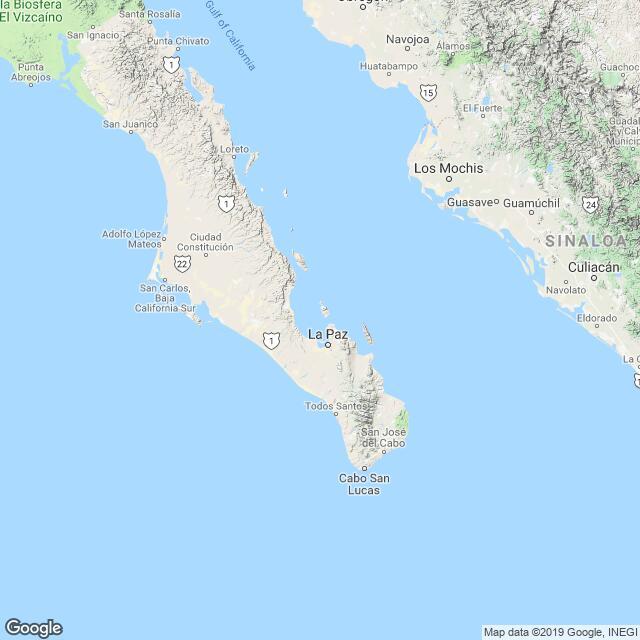 la Biosfera
El Vizcaíno
Santa Rosalía
San Ignacio
Punta Chivato
Punta
Abreojos
1
Gulf of California
Navojoa
Álamos
Huatabampo
15
El Fuerte
San Juanico
Loreto
Los Mochis
Guasave
Guamúchil
24
1
SINALOA
Adolfo López
Mateos
Ciudad
Constitución
22
Culiacán
Navolato
San Carlos,
Baja
California Sur
Eldorado
1
La Paz
Todos Santos
San José
del Cabo
Cabo San
Lucas
Google
Map data ©2019 Google, INEGI